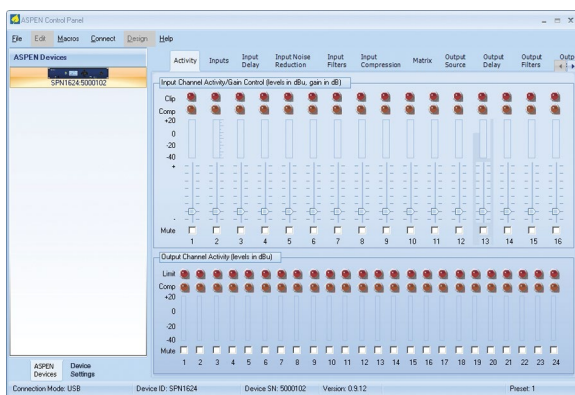 ASPEN Control Panel
File Edit Macros Connect Design Help
ASPEN Devices
SPN1624:5000102
Activity Inputs Input Delay Input Noise Reduction Input Filters Input Compression Matrix Output Source Output Delay Output Filters Outp
Input Channel Activity/Gain Control (levels in dBu, gain in dB)
Clip
Comp
+20
0
-20
-40
+
-
Mute
1 2 3 4 5 6 7 8 9 10 11 12 13 14 15 16
Output Channel Activity (levels in dBu)
Limit
Comp
+20
0
-20
-40
Mute
1 2 3 4 5 6 7 8 9 10 11 12 13 14 15 16 17 18 19 20 21 22 23 24
ASPEN Devices Device Settings
Connection Mode: USB Device ID: SPN1624 Device SN: 5000102 Version: 0.9.12 Preset: 1